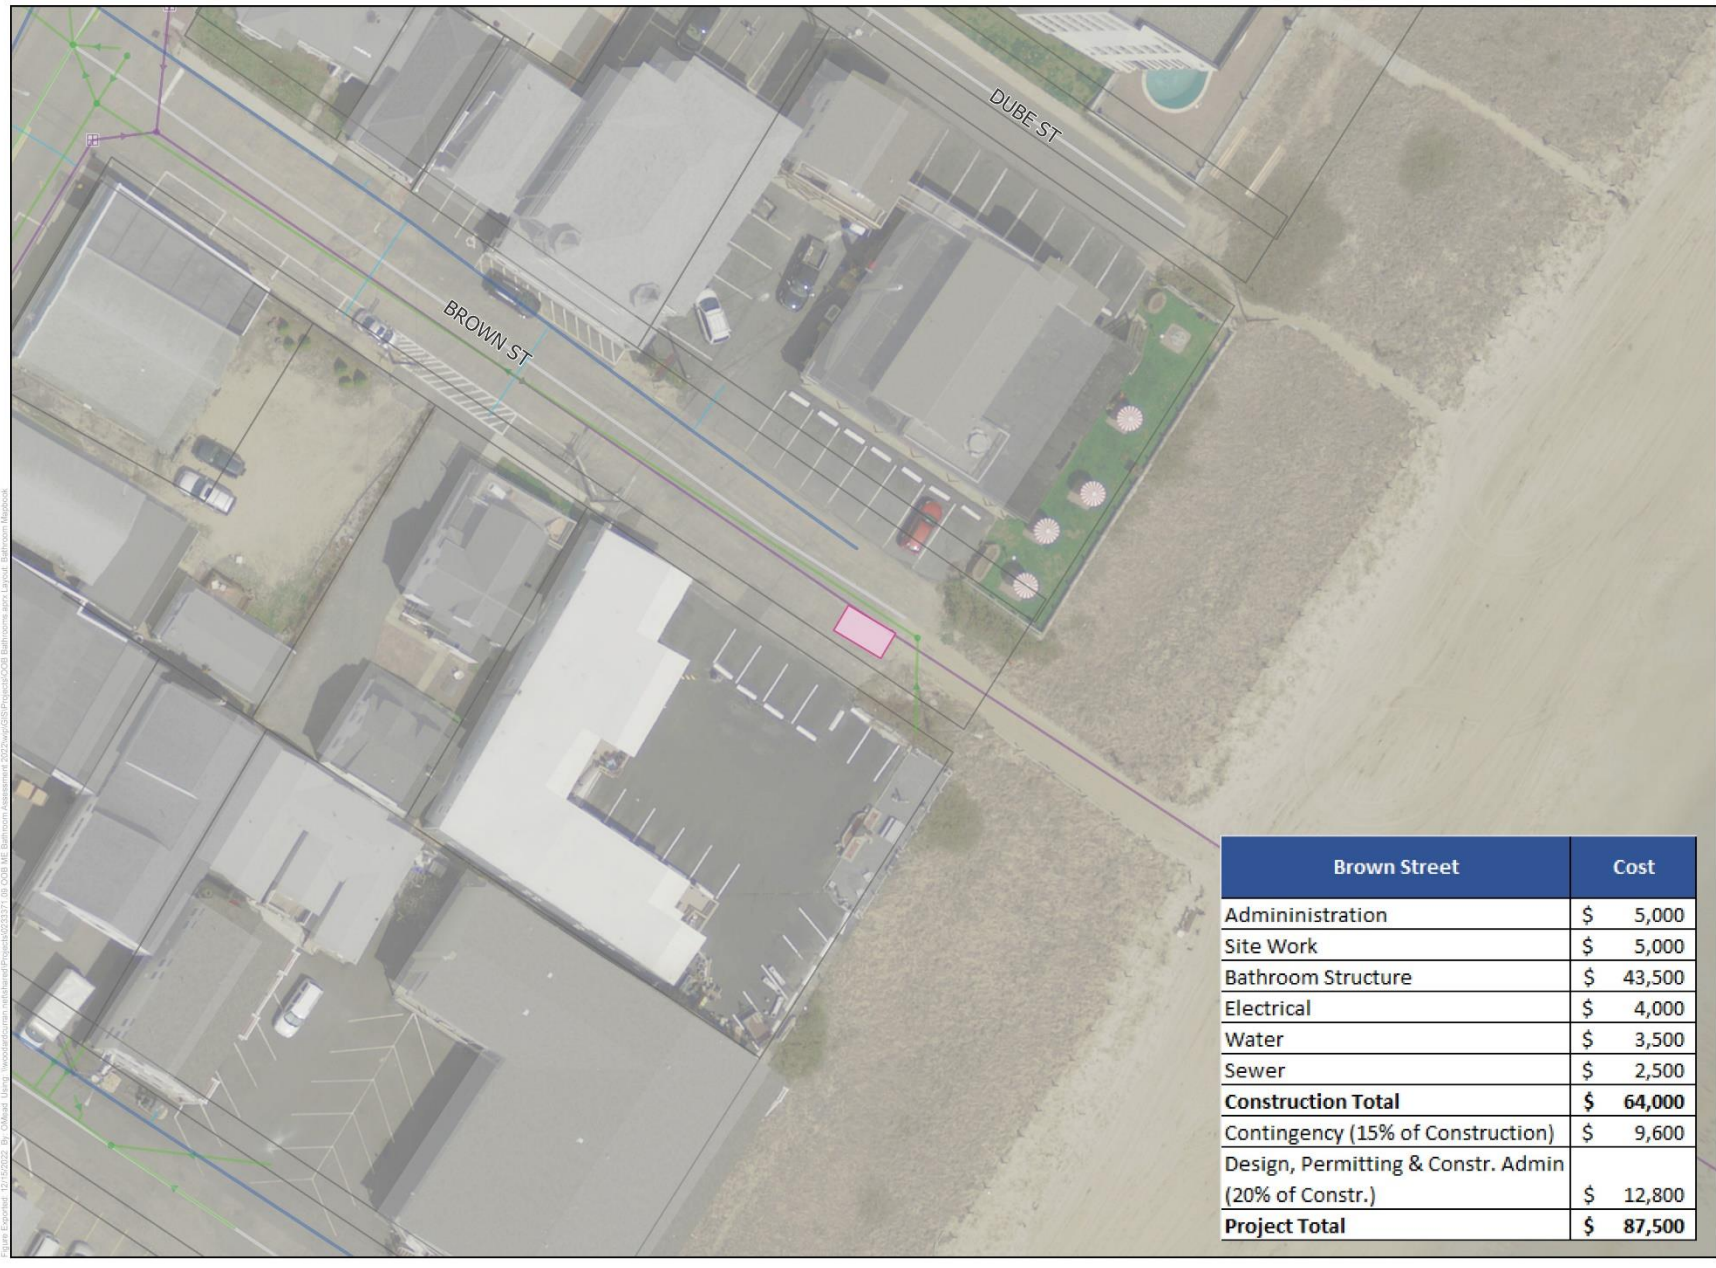 DUBE ST
BROWN ST
Brown Street Cost
Admininistration $ 5,000
Site Work $ 5,000
Bathroom Structure $ 43,500
Electrical $ 4,000
Water $ 3,500
Sewer $ 2,500
Construction Total $ 64,000
Contingency (15% of Construction) $ 9,600
Design, Permitting & Constr. Admin
(20% of Constr.) $ 12,800
Project Total $ 87,500